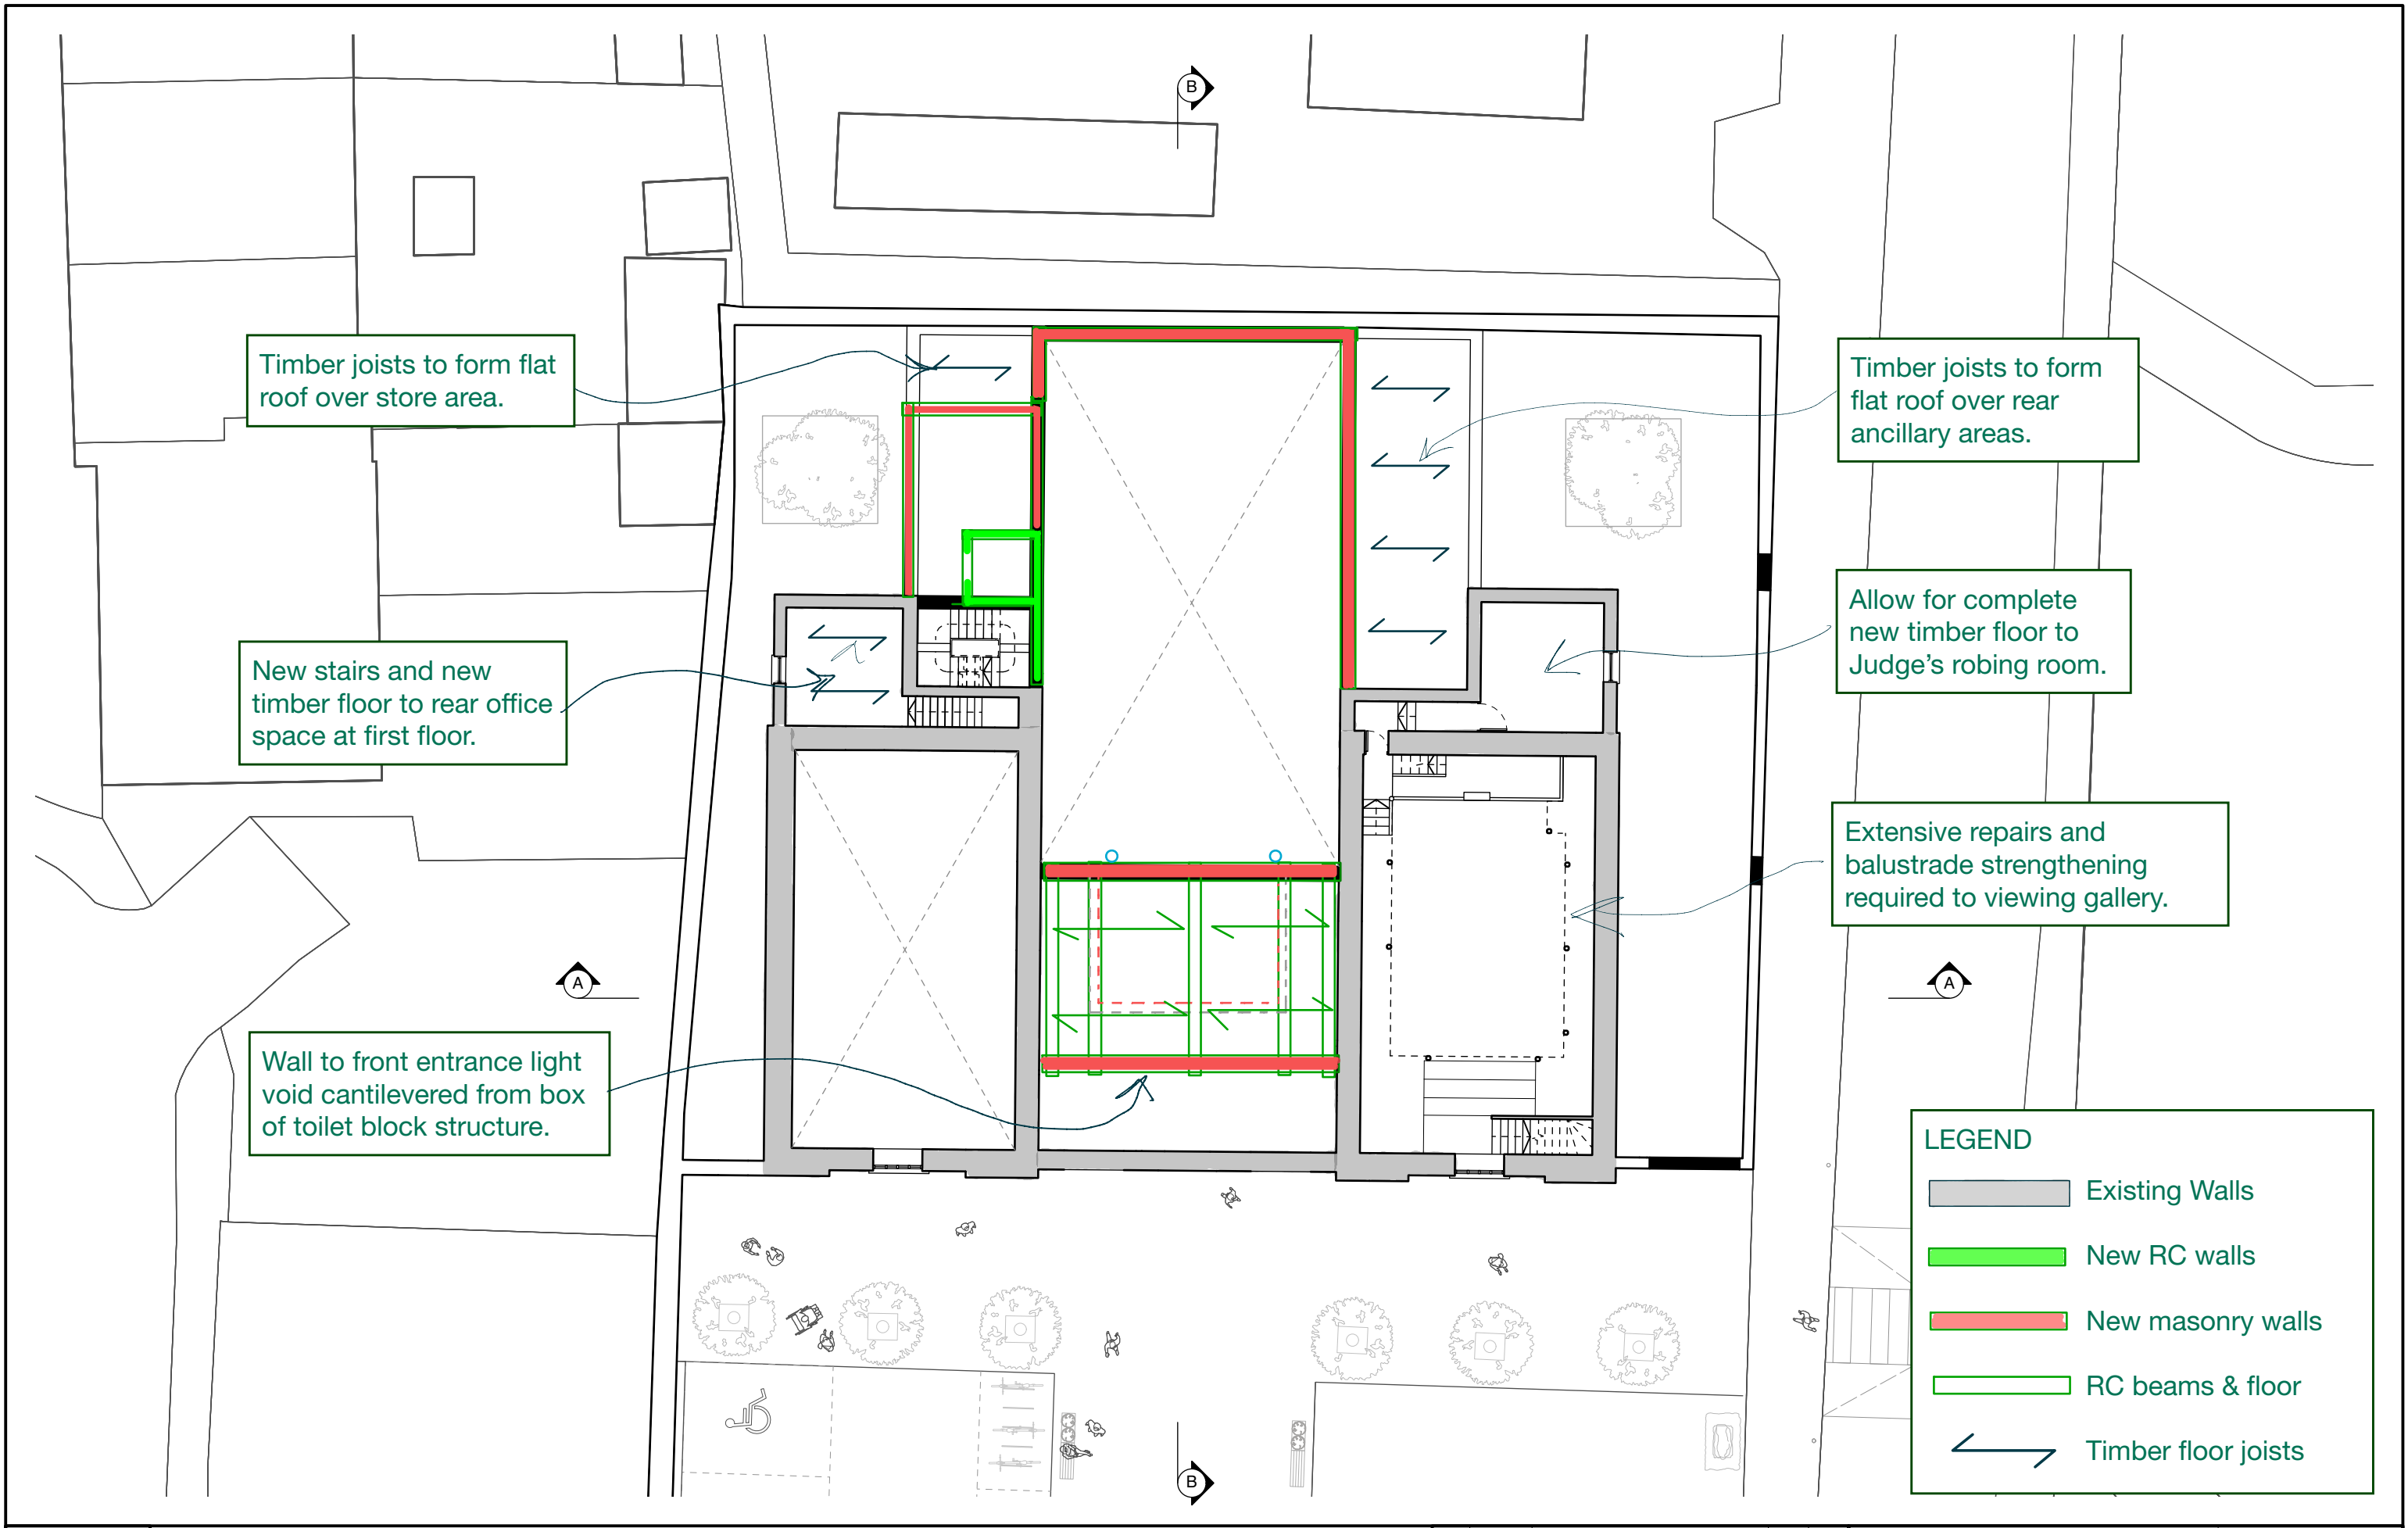 B
Timber joists to form flat
roof over store area.
Timber joists to form
flat roof over rear
ancillary areas.
Allow for complete
new timber floor to
Judge's robing room.
New stairs and new
timber floor to rear office
space at first floor.
Extensive repairs and
balustrade strengthening
required to viewing gallery.
A
A
Wall to front entrance light
void cantilevered from box
of toilet block structure.
LEGEND
Existing Walls
New RC walls
New masonry walls
RC beams & floor
Timber floor joists
B